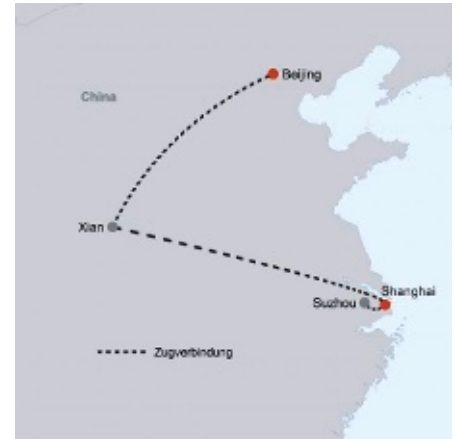 Beijing
China
Xian
Shanghai
Suzhou
Zugverbindung